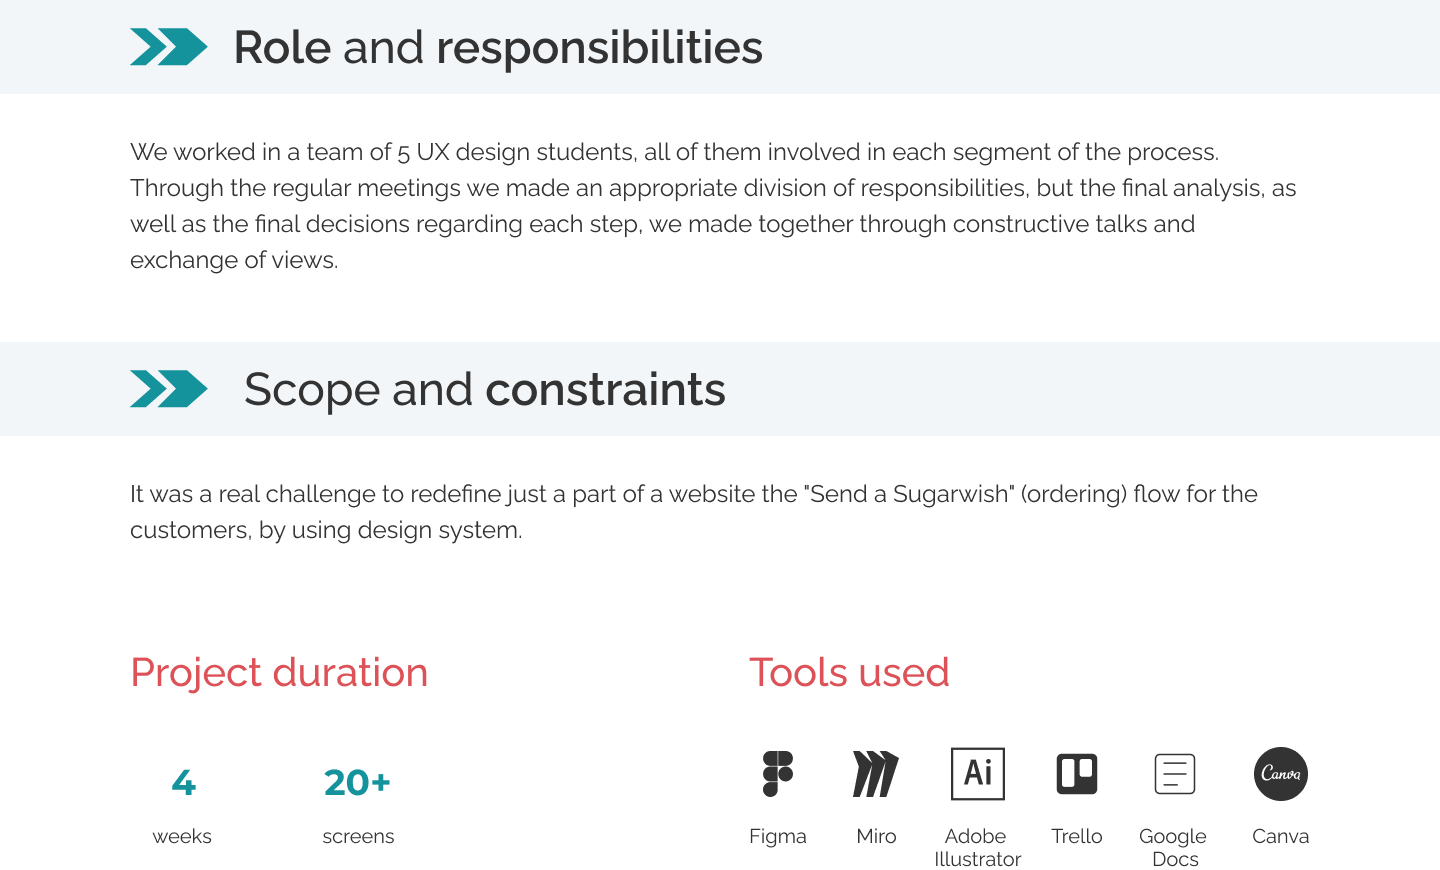 Role and responsibilities
We worked in a team of 5 UX design students, all of them involved in each segment of the process.
Through the regular meetings we made an appropriate division of responsibilities, but the final analysis, as
well as the final decisions regarding each step, we made together through constructive talks and
exchange of views.
Scope and constraints
It was a real challenge to redefine just a part of a website the "Send a Sugarwish" (ordering) flow for the
customers, by using design system.
Project duration
4
weeks
20+
screens
Tools used
Ai
Canva
Figma
Miro
Adobe
Illustrator
Trello
Google
Docs
Canva